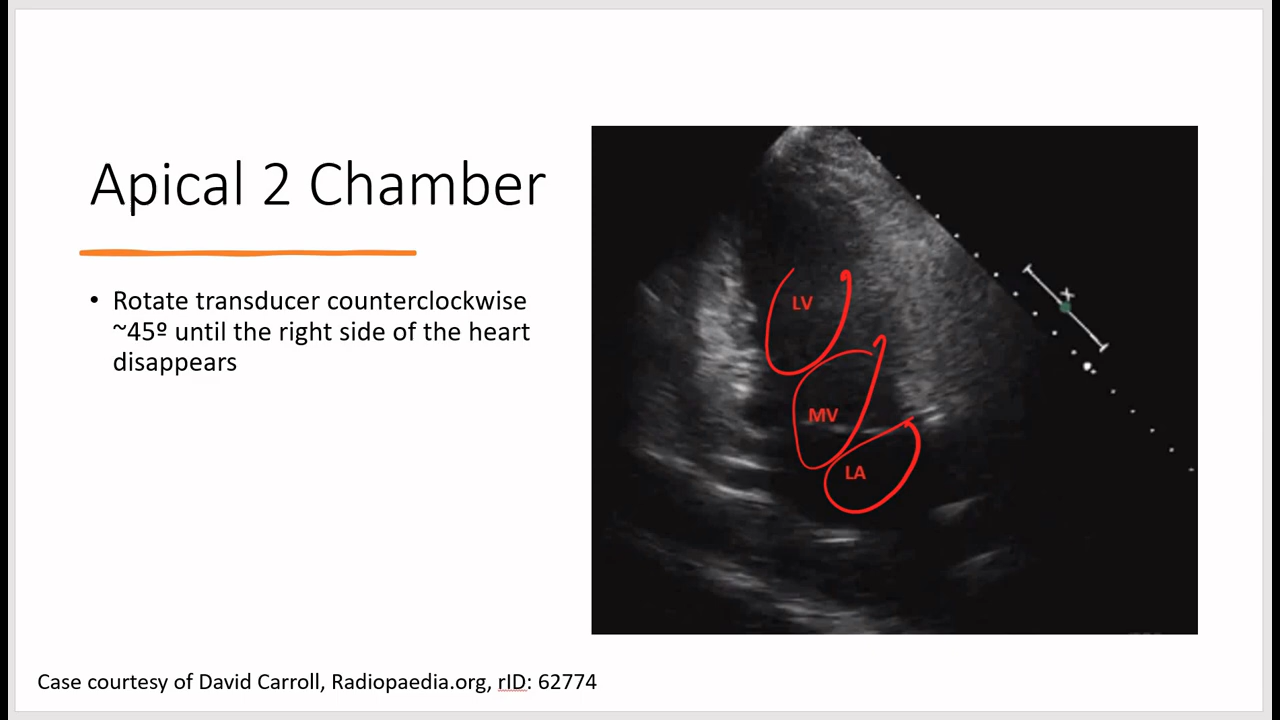 Apical 2 Chamber
• Rotate transducer counterclockwise
~45º until the right side of the heart
disappears
LV
MV
LA
Case courtesy of David Carroll, Radiopaedia.org, rID: 62774